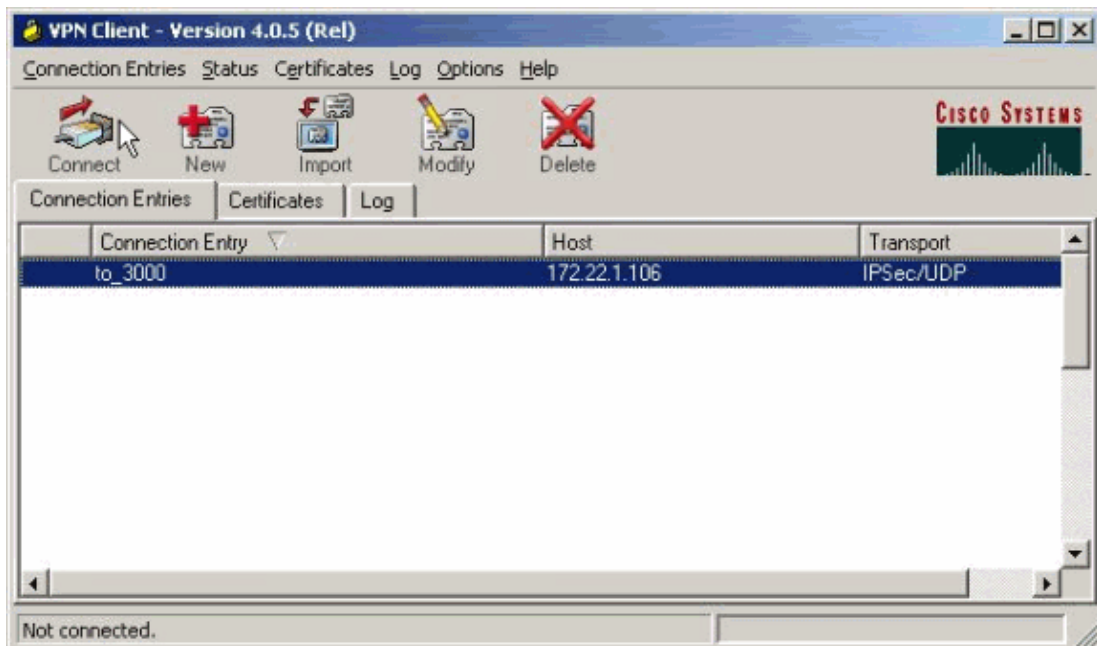 VPN Client - Version 4.0.5 (Rel)
Connection Entries Status Certificates Log Options Help
Connect New Import Modify Delete
CISCO SYSTEMS
Connection Entries Certificates Log
Connection Entry Host Transport
to_3000 172.22.1.106 IPSec/UDP
Not connected.